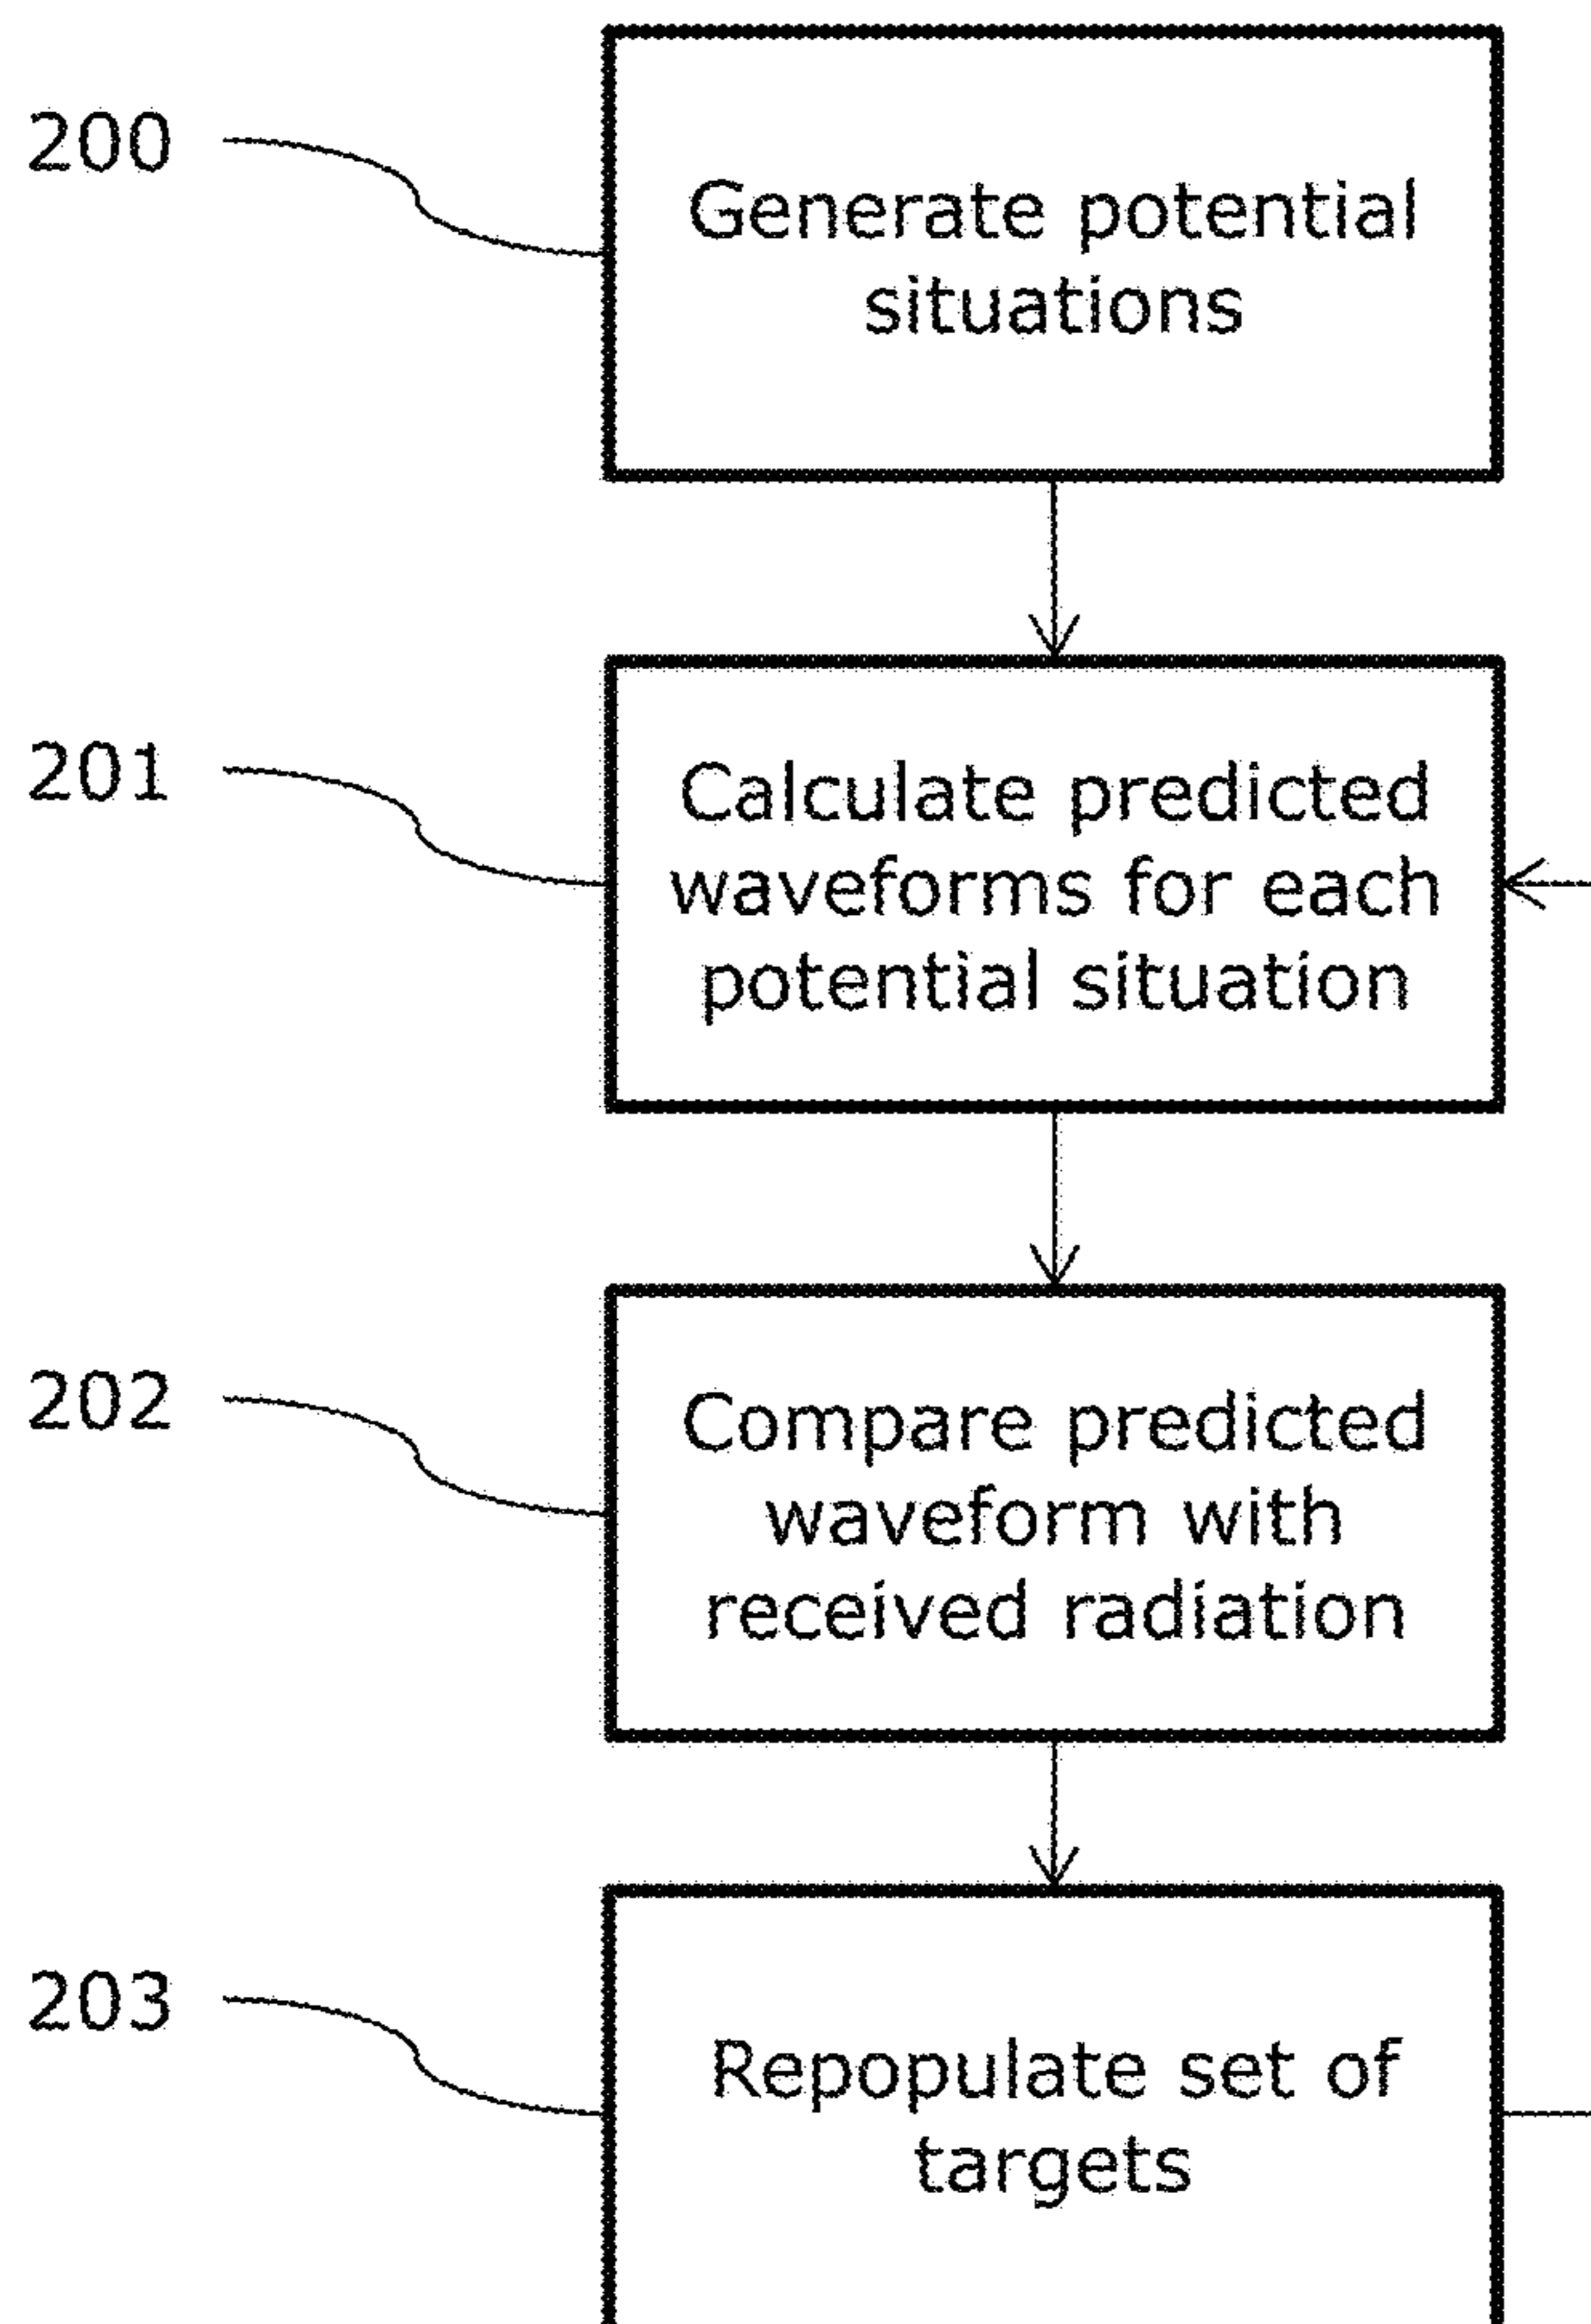 200
Generate potential
situations
201
Calculate predicted
waveforms for each
potential situation
202
Compare predicted
waveform with
received radiation
203
Repopulate set of
targets